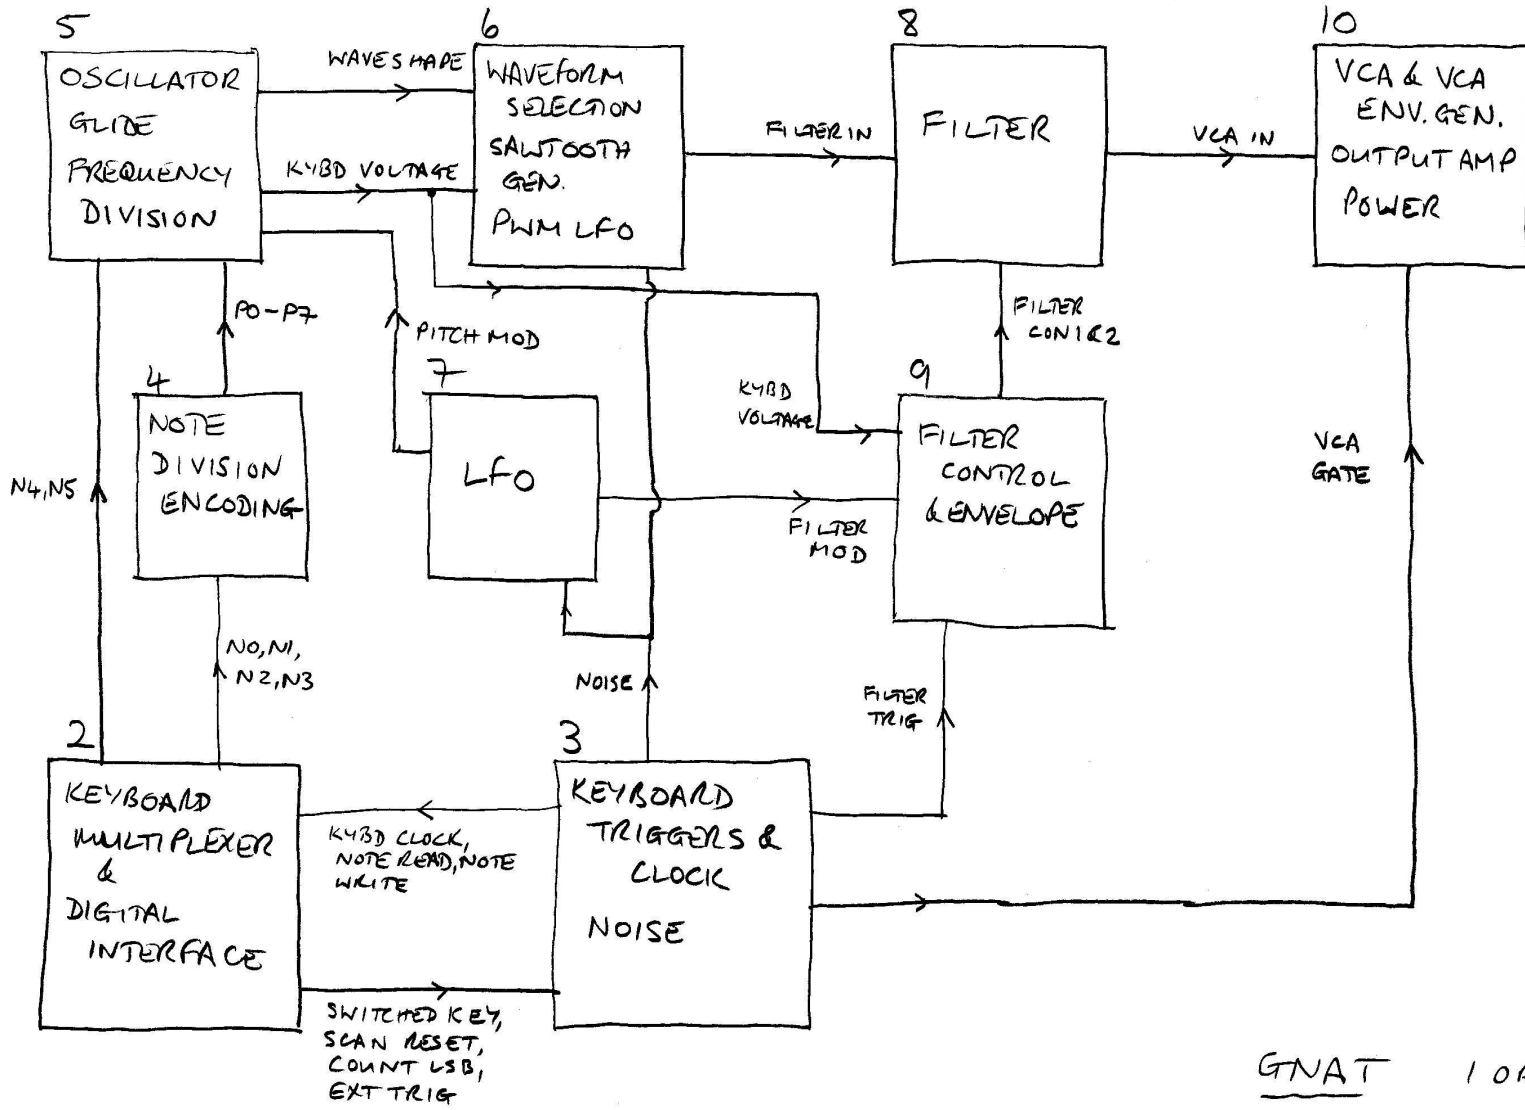 5
OSCILLATOR
GLIDE
FREQUENCY
DIVISION
WAVESHAPE
KYBD VOLTAGE
6
WAVEFORM
SELECTION
SAWTOOTH
GEN.
PWM LFO
FILTER IN
8
FILTER
VCA IN
10
VCA & VCA
ENV. GEN.
OUTPUT AMP
POWER
P0-P7
PITCH MOD
FILTER
CON 1&2
4
NOTE
DIVISION
ENCODING
7
LFO
KYBD
VOLTAGE
9
FILTER
CONTROL
& ENVELOPE
N4,N5
FILTER
MOD
VCA
GATE
N0,N1,
N2,N3
NOISE
FILTER
TRIG
2
KEYBOARD
MULTIPLEXER
&
DIGITAL
INTERFACE
KYBD CLOCK,
NOTE READ, NOTE
WRITE
3
KEYBOARD
TRIGGERS &
CLOCK
NOISE
SWITCHED KEY,
SCAN RESET,
COUNT LSB,
EXT TRIG
GNAT 1